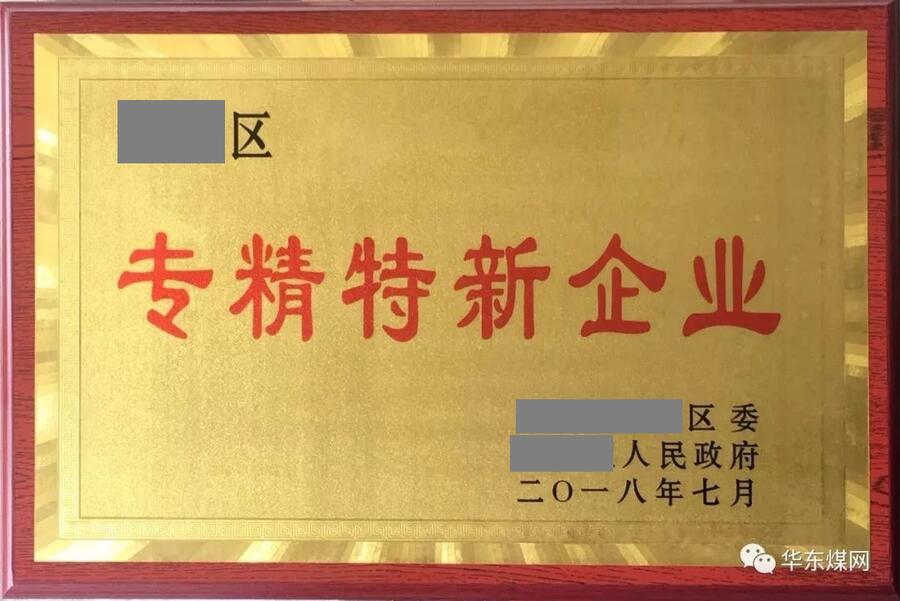 区
专精特新企业
区委
人民政府
二〇一八年七月
华东煤网